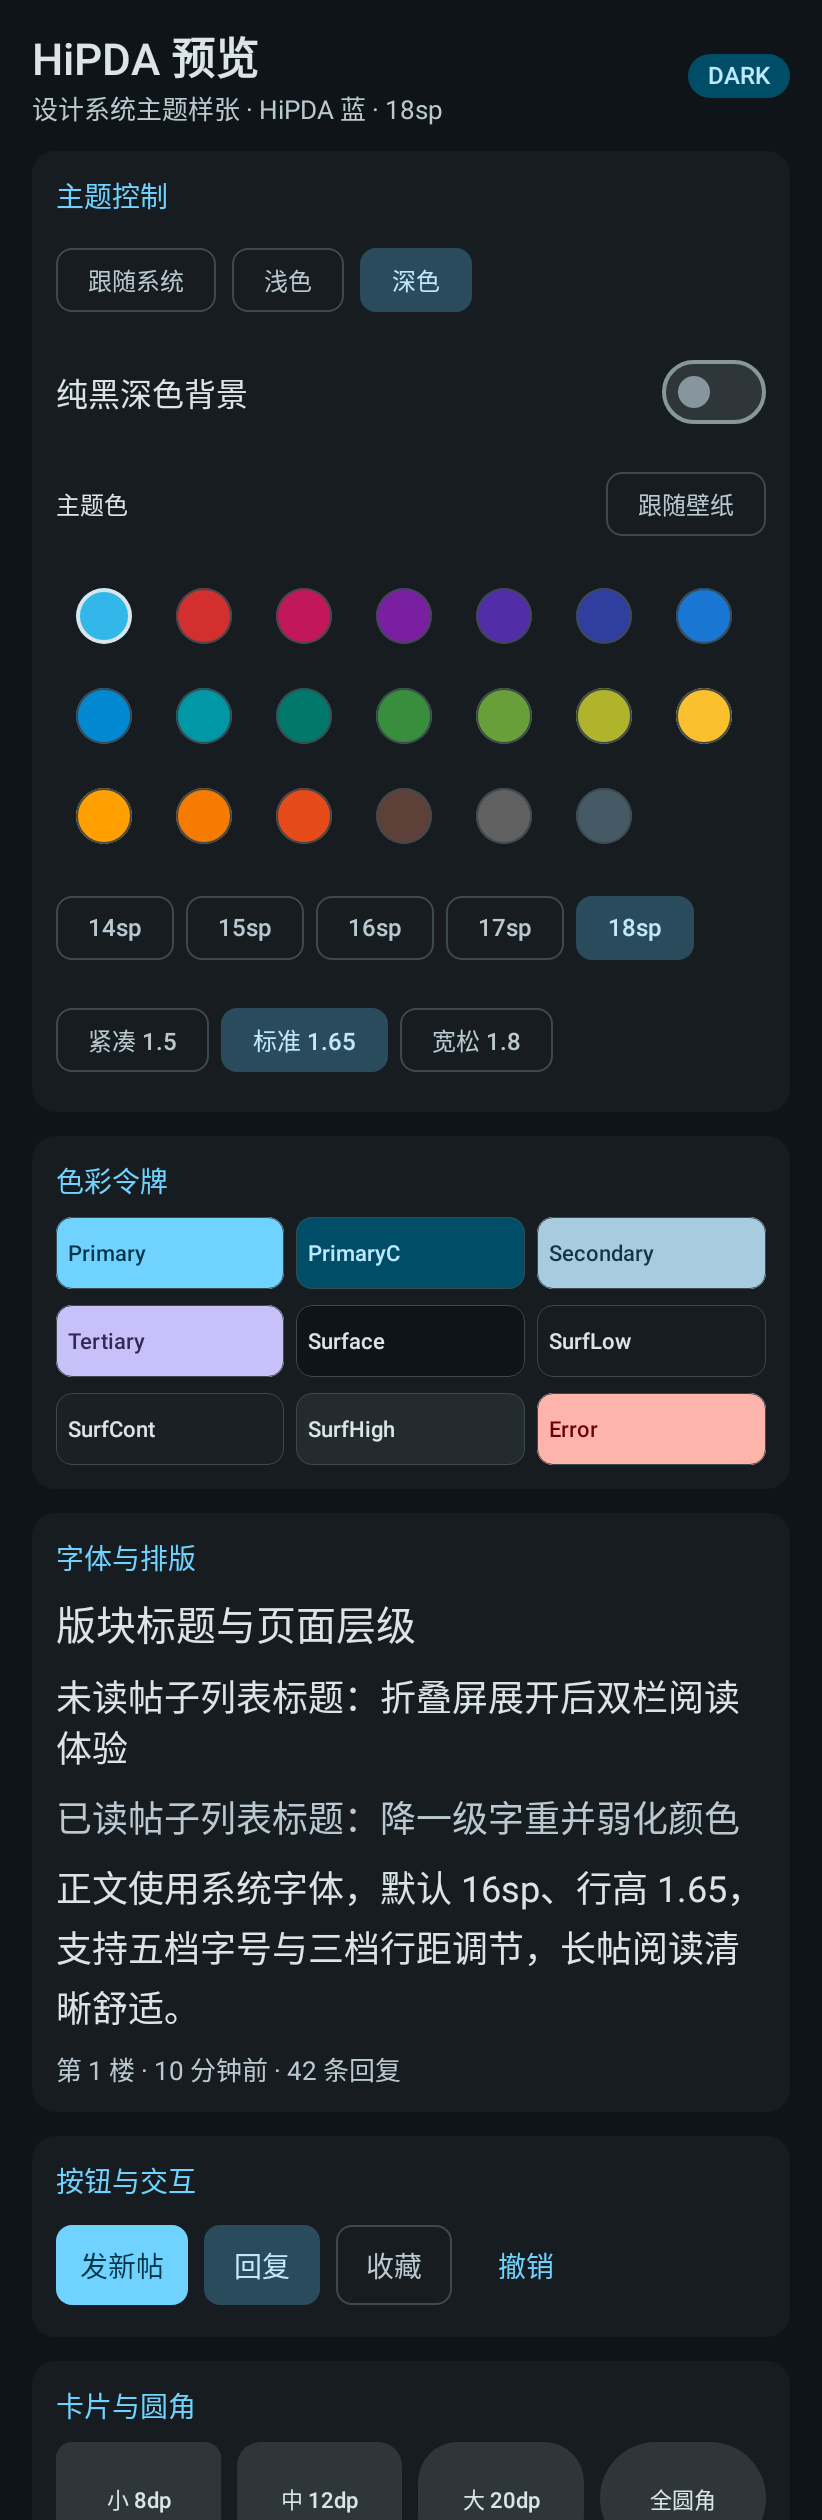 HiPDA 预览
DARK
设计系统主题样张 · HiPDA 蓝 · 18sp
主题控制
跟随系统 浅色 深色
纯黑深色背景
主题色 跟随壁纸
14sp 15sp 16sp 17sp 18sp
紧凑 1.5 标准 1.65 宽松 1.8
色彩令牌
Primary PrimaryC Secondary
Tertiary Surface SurfLow
SurfCont SurfHigh Error
字体与排版
版块标题与页面层级
未读帖子列表标题：折叠屏展开后双栏阅读
体验
已读帖子列表标题：降一级字重并弱化颜色
正文使用系统字体，默认 16sp、行高 1.65，
支持五档字号与三档行距调节，长帖阅读清
晰舒适。
第 1 楼 · 10 分钟前 · 42 条回复
按钮与交互
发新帖 回复 收藏 撤销
卡片与圆角
小 8dp 中 12dp 大 20dp 全圆角